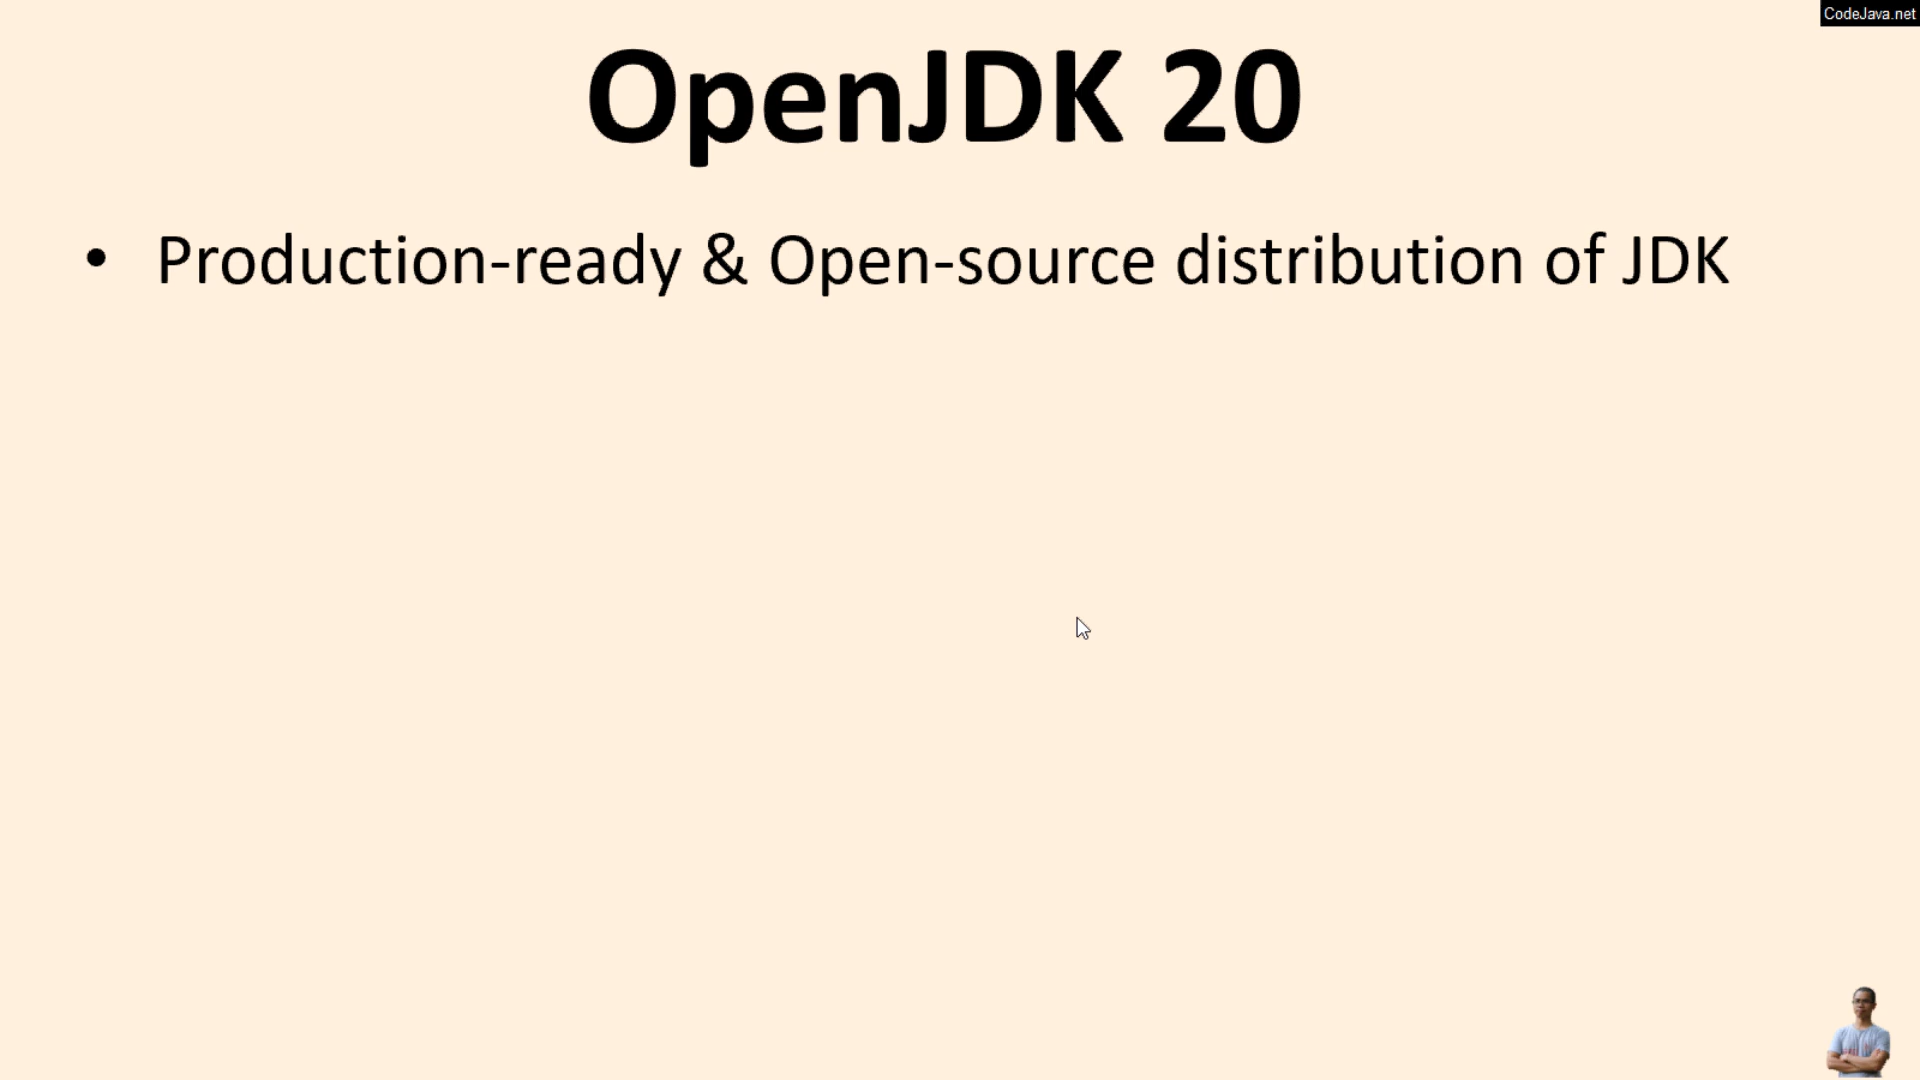 CodeJava.net
OpenJDK 20
• Production-ready & Open-source distribution of JDK